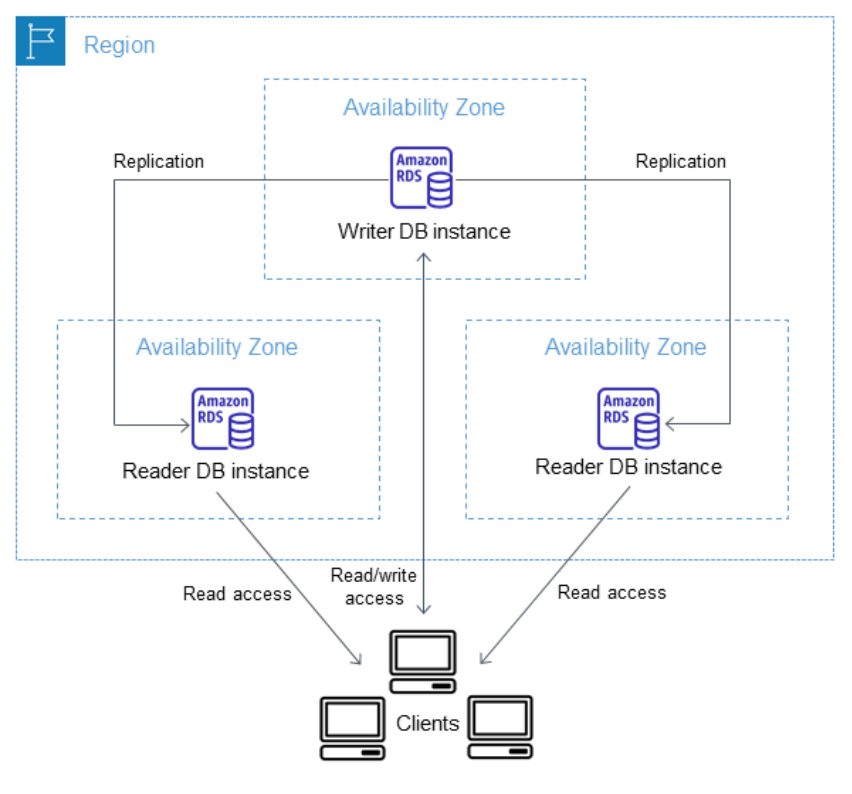 Region
Availability Zone
Replication
Amazon
RDS
Replication
Writer DB instance
Availability Zone
Amazon
RDS
Reader DB instance
Availability Zone
Amazon
RDS
Reader DB instance
Read access
Read/write
access
Read access
Clients